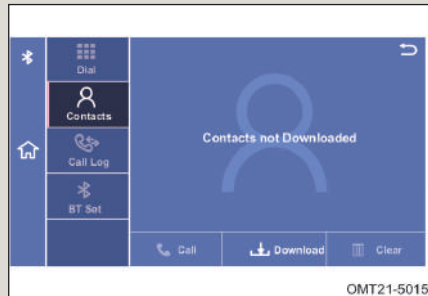 Dial
Contacts
Call Log
BT Set
Contacts not Downloaded
Call
Download
Clear
OMT21-5015